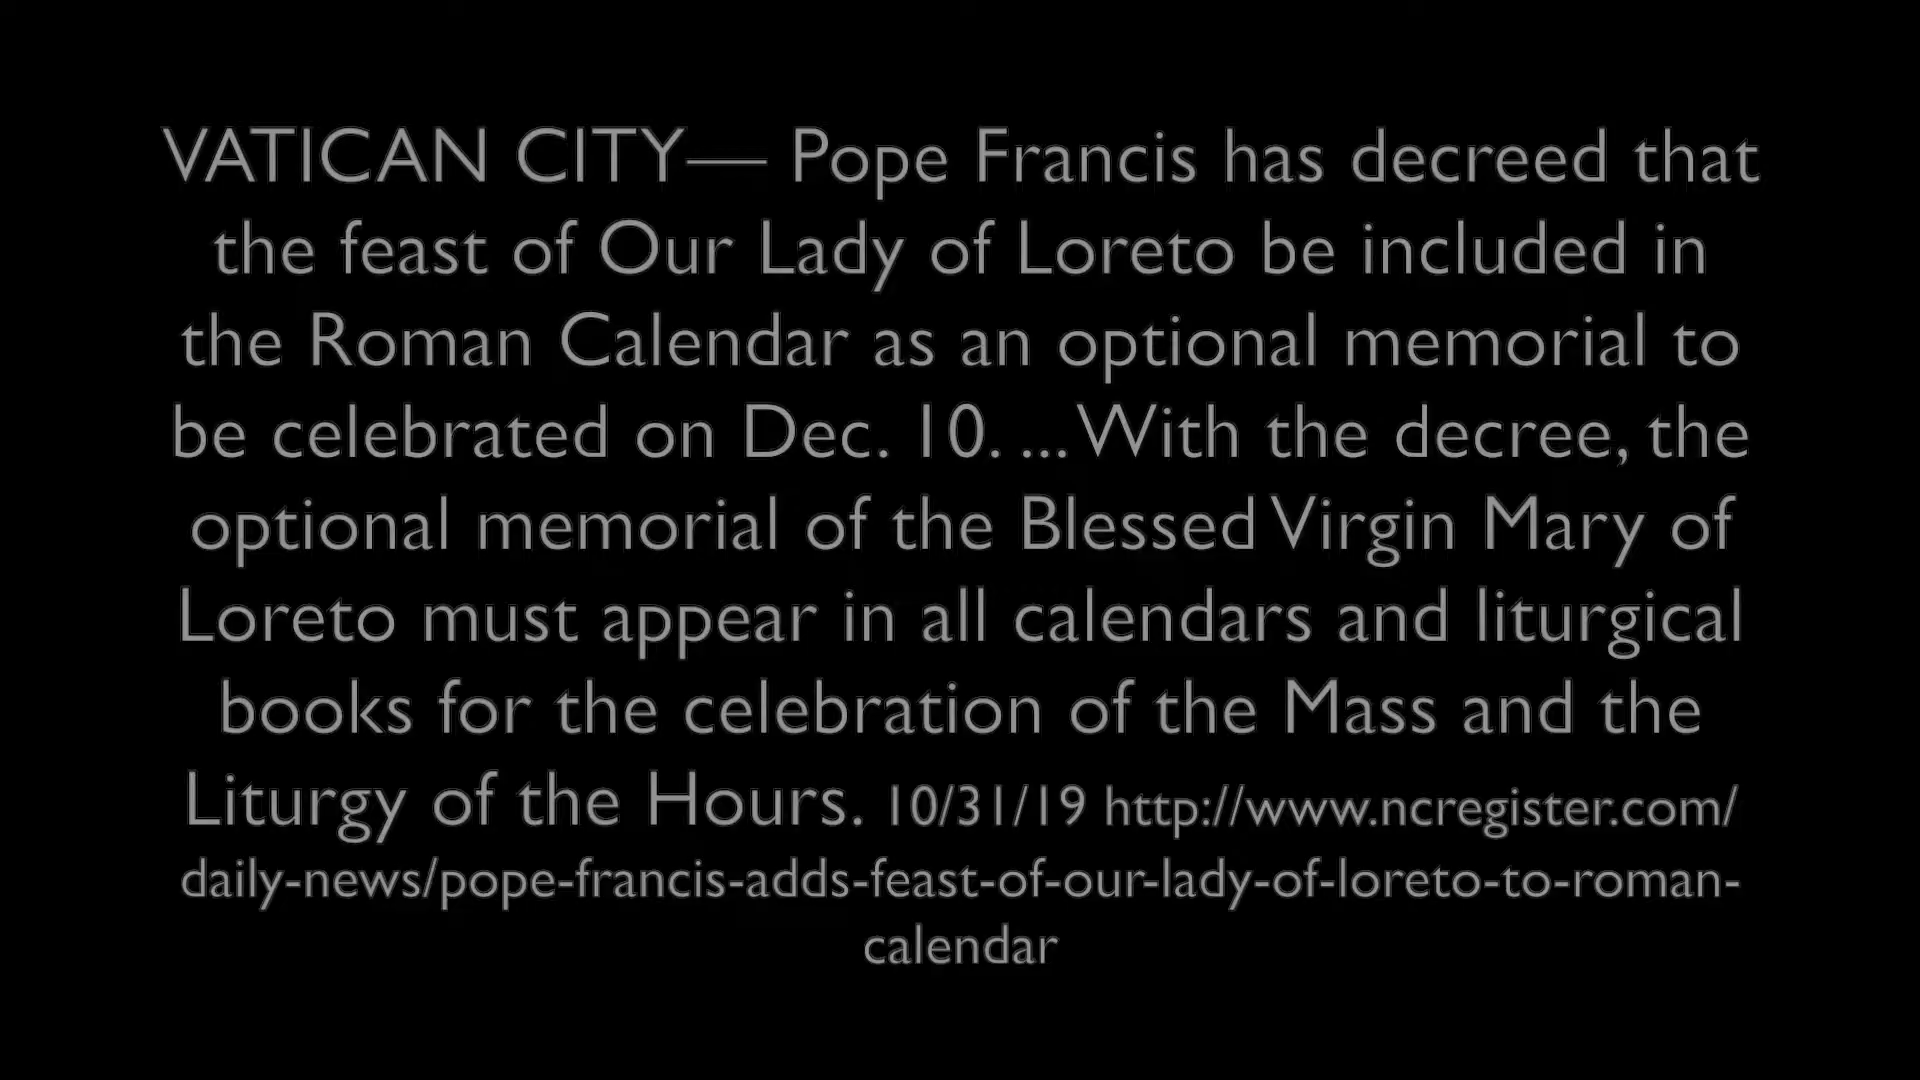 VATICAN CITY— Pope Francis has decreed that
the feast of Our Lady of Loreto be included in
the Roman Calendar as an optional memorial to
be celebrated on Dec. 10. ... With the decree, the
optional memorial of the Blessed Virgin Mary of
Loreto must appear in all calendars and liturgical
books for the celebration of the Mass and the
Liturgy of the Hours. 10/31/19 http://www.ncregister.com/
daily-news/pope-francis-adds-feast-of-our-lady-of-loreto-to-roman-
calendar